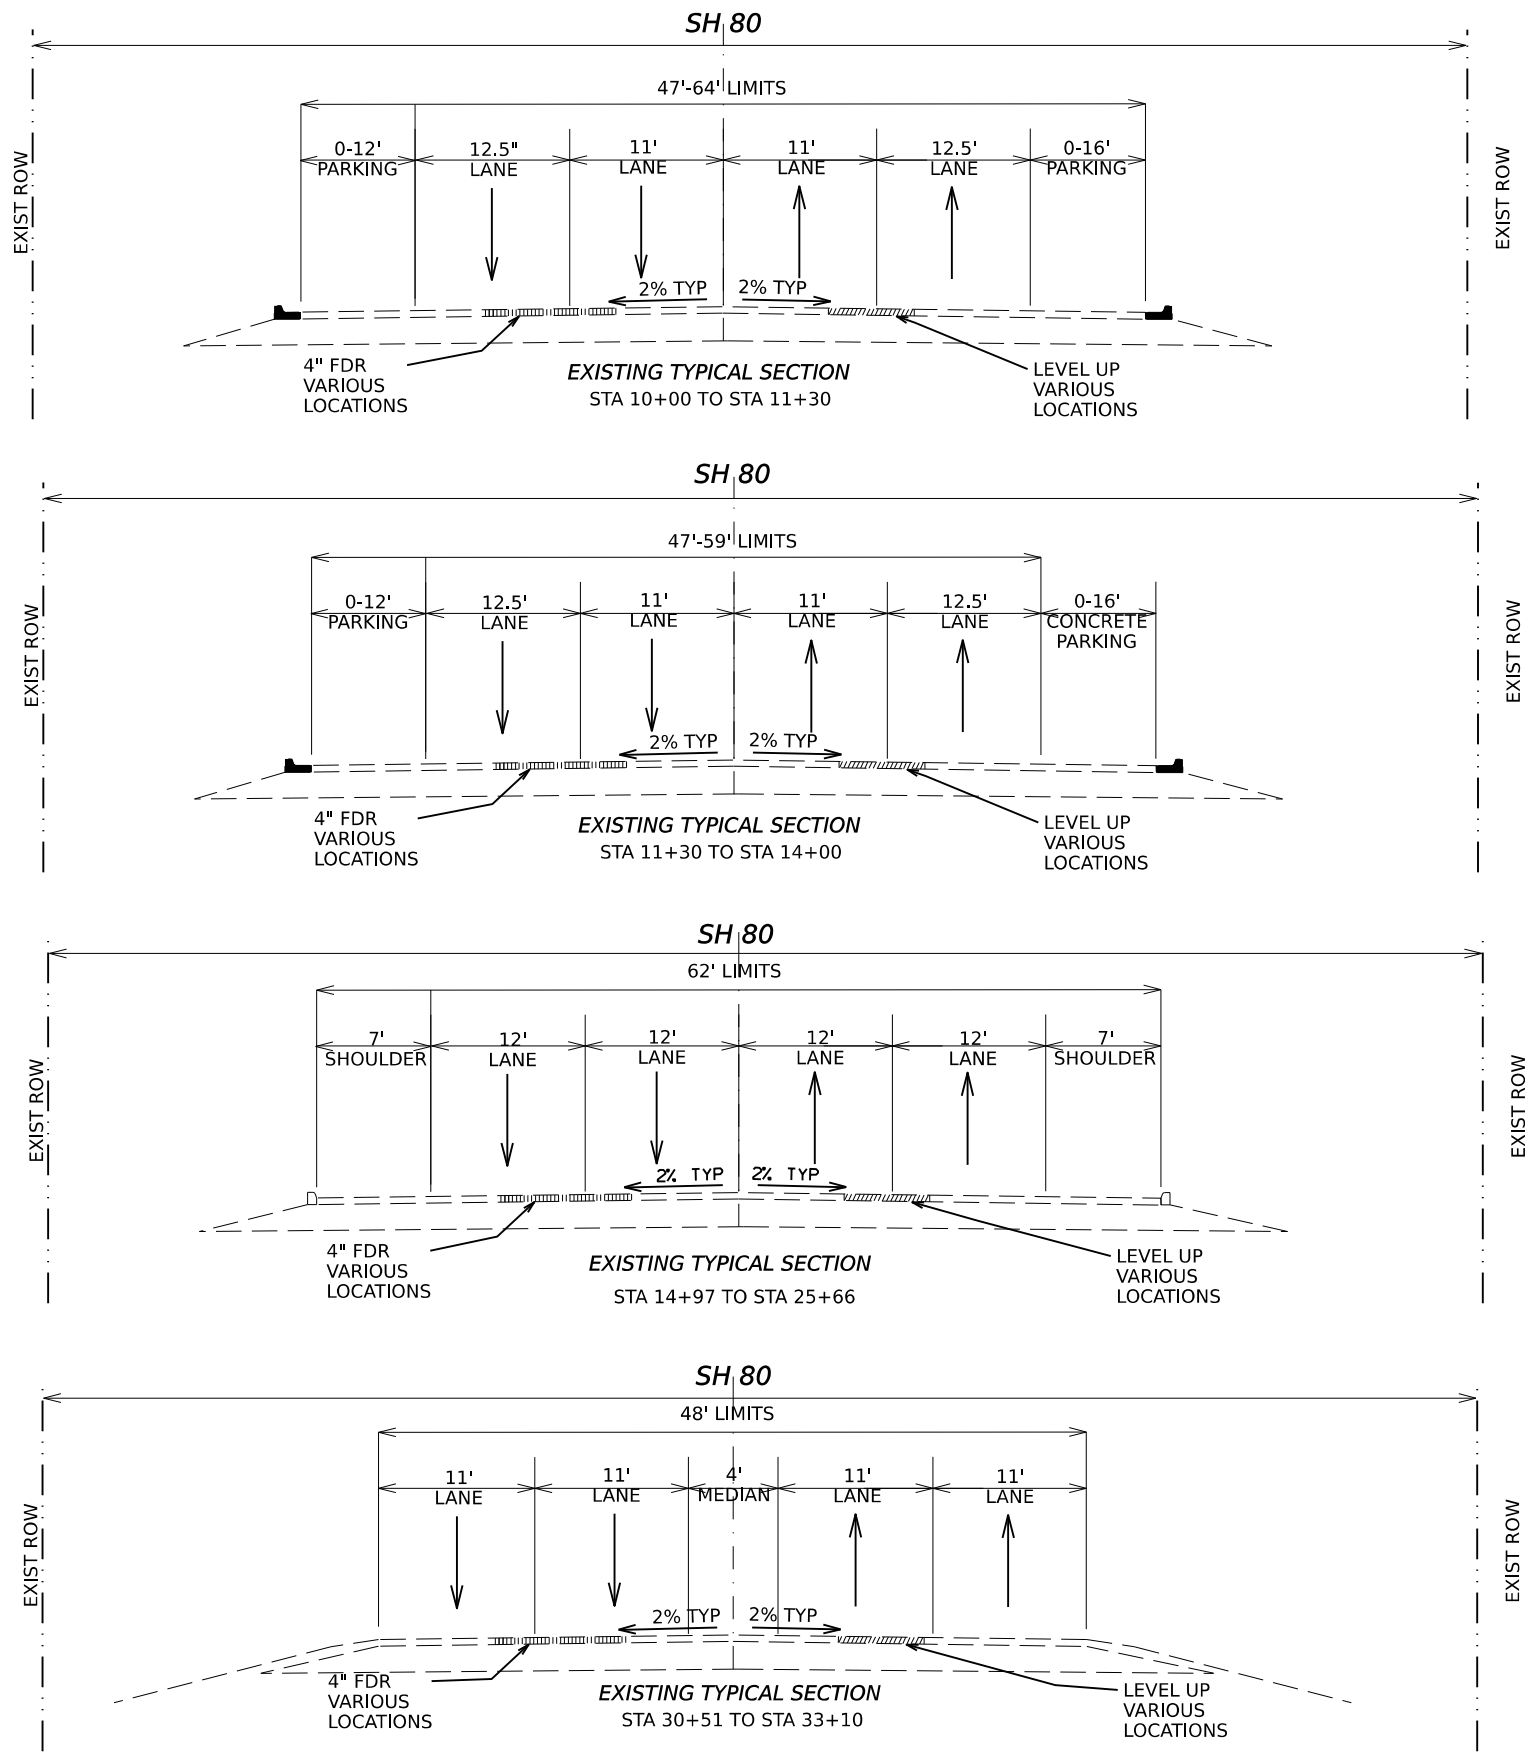 SH 80
47'-64' LIMITS
0-12'
PARKING
12.5"
LANE
11'
LANE
11'
LANE
12.5'
LANE
0-16'
PARKING
EXIST ROW
EXIST ROW
2% TYP
2% TYP
4" FDR
VARIOUS
LOCATIONS
EXISTING TYPICAL SECTION
STA 10+00 TO STA 11+30
LEVEL UP
VARIOUS
LOCATIONS
SH 80
47'-59' LIMITS
0-12'
PARKING
12.5'
LANE
11'
LANE
11'
LANE
12.5'
LANE
0-16'
CONCRETE
PARKING
EXIST ROW
EXIST ROW
2% TYP
2% TYP
4" FDR
VARIOUS
LOCATIONS
EXISTING TYPICAL SECTION
STA 11+30 TO STA 14+00
LEVEL UP
VARIOUS
LOCATIONS
SH 80
62' LIMITS
7'
SHOULDER
12'
LANE
12'
LANE
12'
LANE
12'
LANE
7'
SHOULDER
EXIST ROW
EXIST ROW
2% TYP
2% TYP
4" FDR
VARIOUS
LOCATIONS
EXISTING TYPICAL SECTION
STA 14+97 TO STA 25+66
LEVEL UP
VARIOUS
LOCATIONS
SH 80
48' LIMITS
11'
LANE
11'
LANE
4'
MEDIAN
11'
LANE
11'
LANE
EXIST ROW
EXIST ROW
2% TYP
2% TYP
4" FDR
VARIOUS
LOCATIONS
EXISTING TYPICAL SECTION
STA 30+51 TO STA 33+10
LEVEL UP
VARIOUS
LOCATIONS